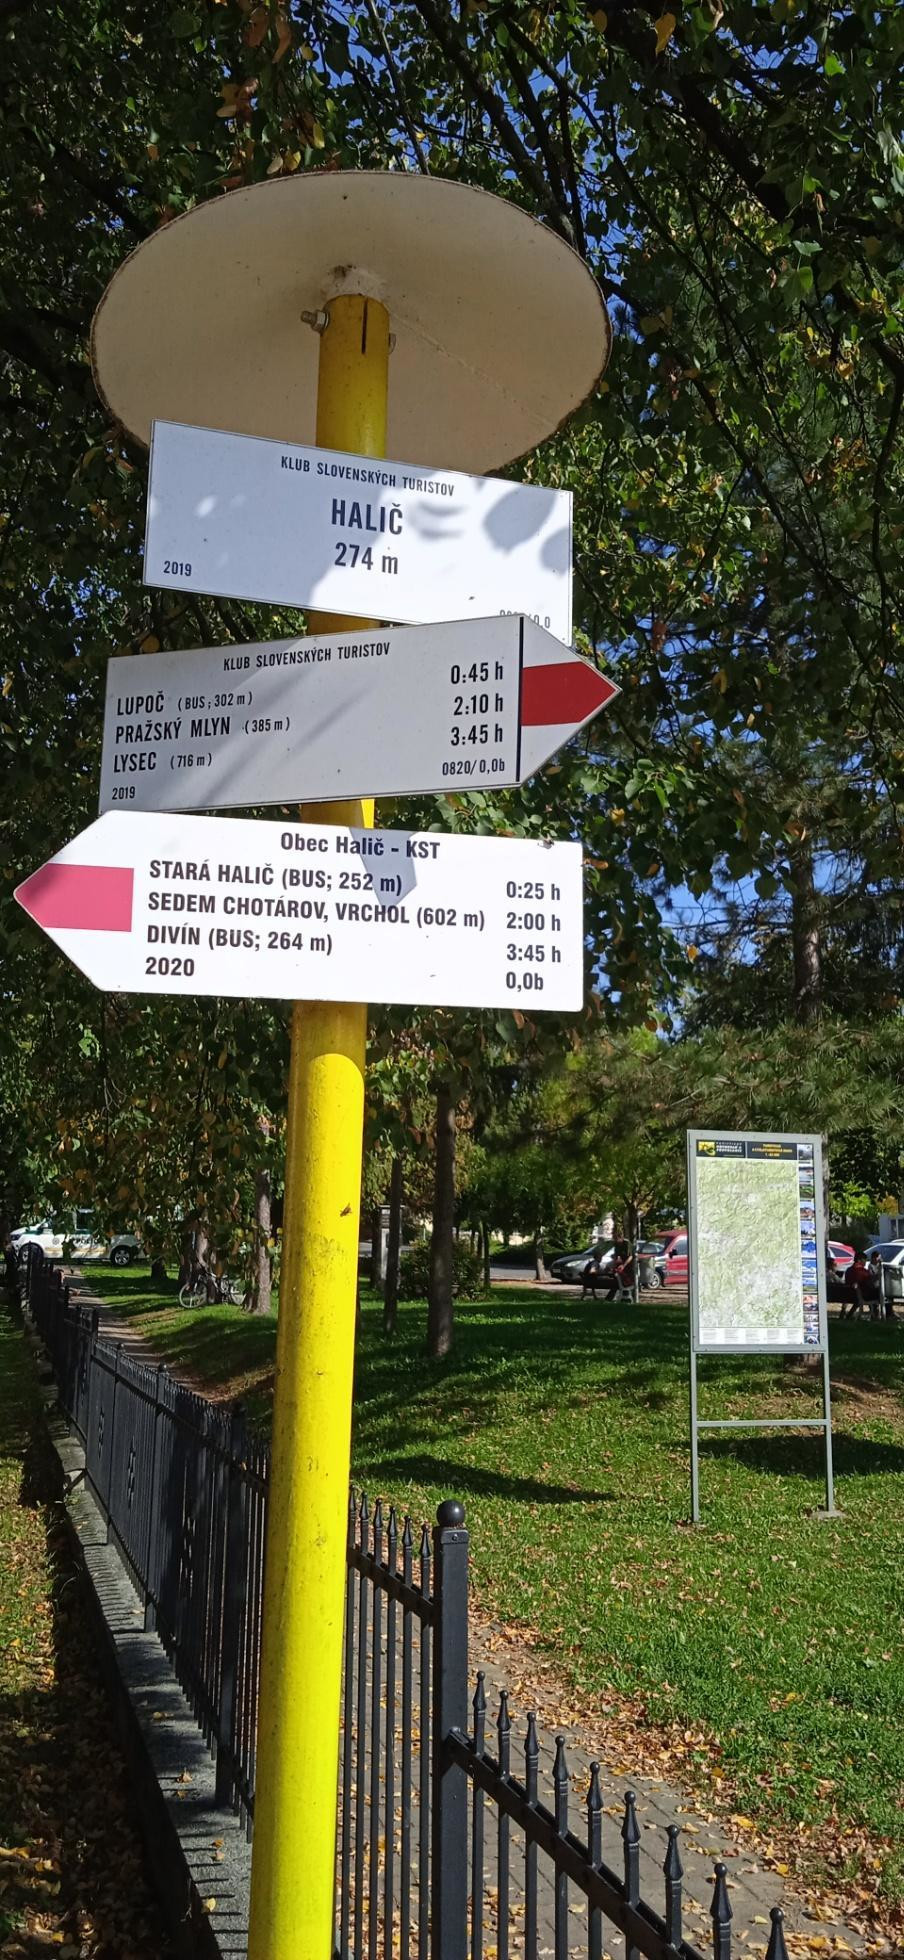 KLUB SLOVENSKÝCH TURISTOV
HALIČ
274 m
2019
KLUB SLOVENSKÝCH TURISTOV
LUPOČ (BUS; 302 m) 0:45 h
PRAŽSKÝ MLYN (385 m) 2:10 h
LYSEC (716 m) 3:45 h
2019 0820/0,0b
Obec Halič - KST
STARÁ HALIČ (BUS; 252 m) 0:25 h
SEDEM CHOTÁROV, VRCHOL (602 m) 2:00 h
DIVÍN (BUS; 264 m) 3:45 h
2020 0,0b